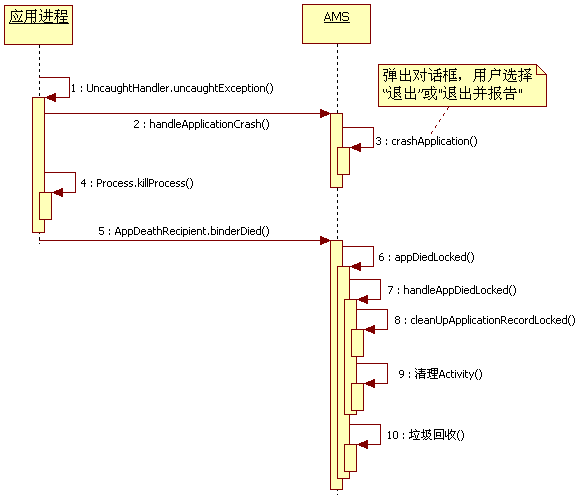 应用进程
AMS
1 : UncaughtHandler.uncaughtException()
弹出对话框，用户选择
“退出”或"退出并报告"
2 : handleApplicationCrash()
3 : crashApplication()
4 : Process.killProcess()
5 : AppDeathRecipient.binderDied()
6 : appDiedLocked()
7 : handleAppDiedLocked()
8 : cleanUpApplicationRecordLocked()
9 : 清理Activity()
10 : 垃圾回收()